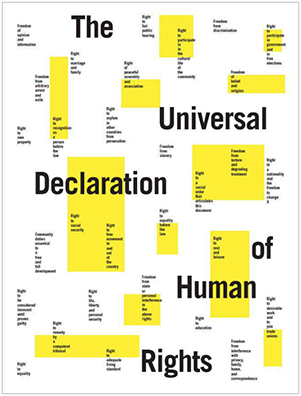 The
Freedom
of
opinion
and
information
Right
to
marriage
and
family
Right
to
fair
public
hearing
Right
to
participate
in
the
cultural
life
of
the
community
Freedom
from
discrimination
Right
to
participate
in
government
and
in
free
elections
Freedom
from
arbitrary
arrest
and
exile
Right
of
peaceful
assembly
and
association
Freedom
of
belief
and
religion
Right
to
own
property
Right
to
recognition
as
a
person
before
the
law
Right
to
asylum
in
other
countries
from
persecution
Universal
Freedom
from
slavery
Freedom
from
torture
and
degrading
treatment
Right
to
a
nationality
and
the
freedom
to
change
it
Declaration
Right
to
a
social
order
that
articulates
this
document
Right
to
social
security
Right
to
free
movement
in
and
out
of
the
country
Right
to
equality
before
the
law
Community
duties
essential
to
free
and
full
development
Right
to
rest
and
leisure
of
Human
Right
to
be
considered
innocent
until
proven
guilty
Right
to
life,
liberty,
and
personal
security
Freedom
from
state
or
personal
interference
in
the
above
rights
Right
to
desirable
work
and
to
join
trade
unions
Right
to
remedy
by
a
competent
tribunal
Right
to
education
Right
to
equality
Right
to
adequate
living
standard
Rights
Freedom
from
interference
with
privacy,
family,
home,
and
correspondence